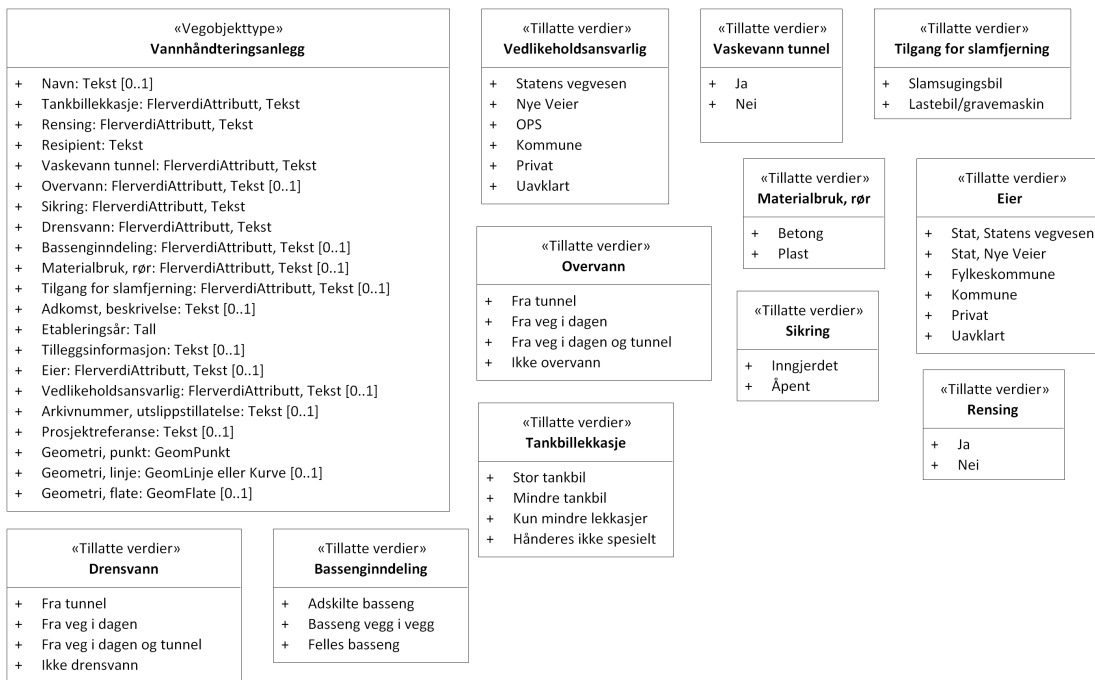 «Vegobjekttype»
Vannhåndteringsanlegg
+ Navn: Tekst [0..1]
+ Tankbillekkasje: FlerverdiAttributt, Tekst
+ Rensing: FlerverdiAttributt, Tekst
+ Resipient: Tekst
+ Vaskevann tunnel: FlerverdiAttributt, Tekst
+ Overvann: FlerverdiAttributt, Tekst [0..1]
+ Sikring: FlerverdiAttributt, Tekst
+ Drensvann: FlerverdiAttributt, Tekst
+ Bassenginndeling: FlerverdiAttributt, Tekst [0..1]
+ Materialbruk, rør: FlerverdiAttributt, Tekst [0..1]
+ Tilgang for slamfjerning: FlerverdiAttributt, Tekst [0..1]
+ Adkomst, beskrivelse: Tekst [0..1]
+ Etableringsår: Tall
+ Tilleggsinformasjon: Tekst [0..1]
+ Eier: FlerverdiAttributt, Tekst [0..1]
+ Vedlikeholdsansvarlig: FlerverdiAttributt, Tekst [0..1]
+ Arkivnummer, utslippstillatelse: Tekst [0..1]
+ Prosjektreferanse: Tekst [0..1]
+ Geometri, punkt: GeomPunkt
+ Geometri, linje: GeomLinje eller Kurve [0..1]
+ Geometri, flate: GeomFlate [0..1]
«Tillatte verdier»
Vedlikeholdsansvarlig
+ Statens vegvesen
+ Nye Veier
+ OPS
+ Kommune
+ Privat
+ Uavklart
«Tillatte verdier»
Vaskevann tunnel
+ Ja
+ Nei
«Tillatte verdier»
Tilgang for slamfjerning
+ Slamsugingsbil
+ Lastebil/gravemaskin
«Tillatte verdier»
Materialbruk, rør
+ Betong
+ Plast
«Tillatte verdier»
Eier
+ Stat, Statens vegvesen
+ Stat, Nye Veier
+ Fylkeskommune
+ Kommune
+ Privat
+ Uavklart
«Tillatte verdier»
Overvann
+ Fra tunnel
+ Fra veg i dagen
+ Fra veg i dagen og tunnel
+ Ikke overvann
«Tillatte verdier»
Sikring
+ Inngjerdet
+ Åpent
«Tillatte verdier»
Rensing
+ Ja
+ Nei
«Tillatte verdier»
Tankbillekkasje
+ Stor tankbil
+ Mindre tankbil
+ Kun mindre lekkasjer
+ Hånderes ikke spesielt
«Tillatte verdier»
Drensvann
+ Fra tunnel
+ Fra veg i dagen
+ Fra veg i dagen og tunnel
+ Ikke drensvann
«Tillatte verdier»
Bassenginndeling
+ Adskilte basseng
+ Basseng vegg i vegg
+ Felles basseng